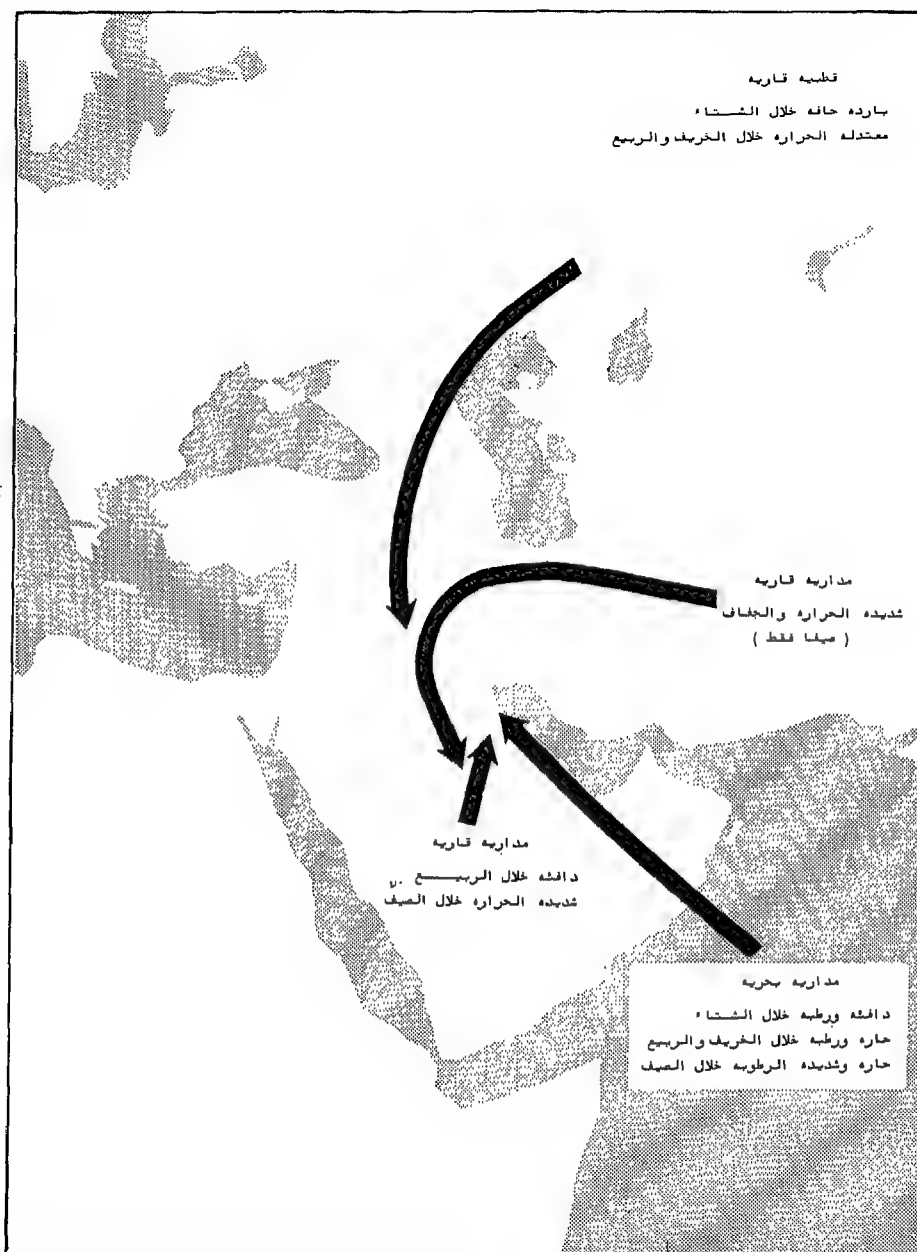 قطبيه قاريه
بارده جافه خلال الشتاء
معتدله الحراره خلال الخريف والربيع
مداريه قاريه
شديده الحراره والجفاف
( صيفا فقط )
مداريه قاريه
دافئه خلال الربيــــع
شديده الحراره خلال الصيف
مداريه بحريه
دافئه ورطبه خلال الشتاء
حاره ورطبه خلال الخريف والربيع
حاره وشديده الرطوبه خلال الصيف